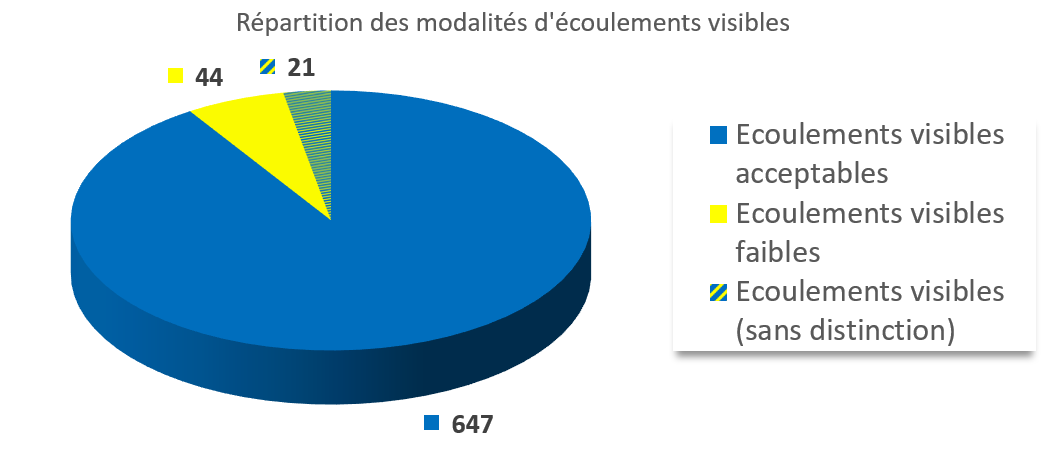 Répartition des modalités d'écoulements visibles
44
21
Ecoulements visibles
acceptables
Ecoulements visibles
faibles
Ecoulements visibles
(sans distinction)
647